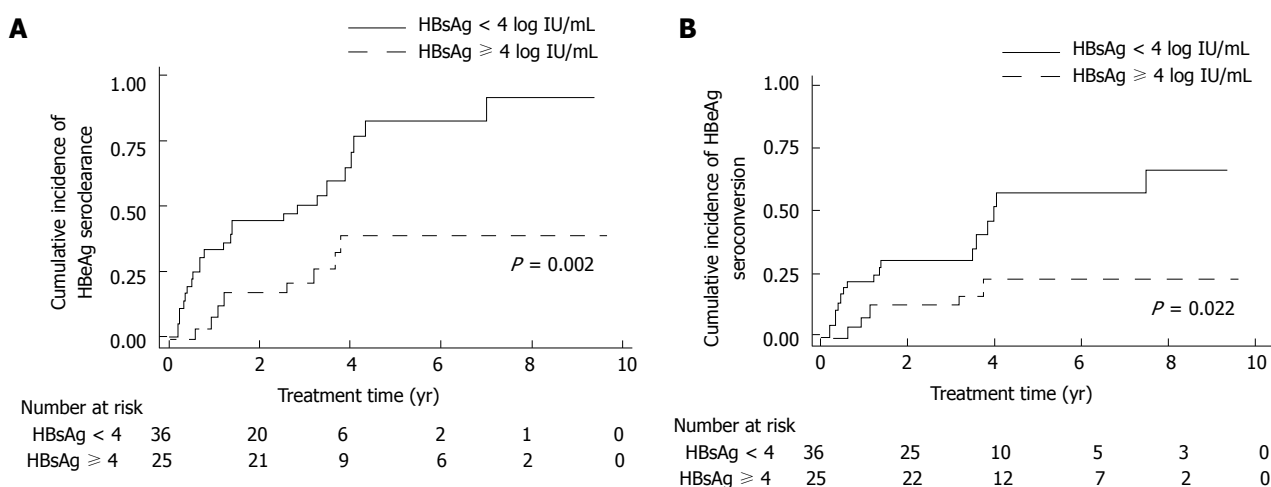 A
HBsAg < 4 log IU/mL
HBsAg ⩾ 4 log IU/mL
Cumulative incidence of
HBeAg seroclearance
1.00
0.75
0.50
0.25
0.00
P = 0.002
0 2 4 6 8 10
Treatment time (yr)
Number at risk
HBsAg < 4 36 20 6 2 1 0
HBsAg ⩾ 4 25 21 9 6 2 0
B
HBsAg < 4 log IU/mL
HBsAg ⩾ 4 log IU/mL
Cumulative incidence of HBeAg
seroconversion
1.00
0.75
0.50
0.25
0.00
P = 0.022
0 2 4 6 8 10
Treatment time (yr)
Number at risk
HBsAg < 4 36 25 10 5 3 0
HBsAg ⩾ 4 25 22 12 7 2 0